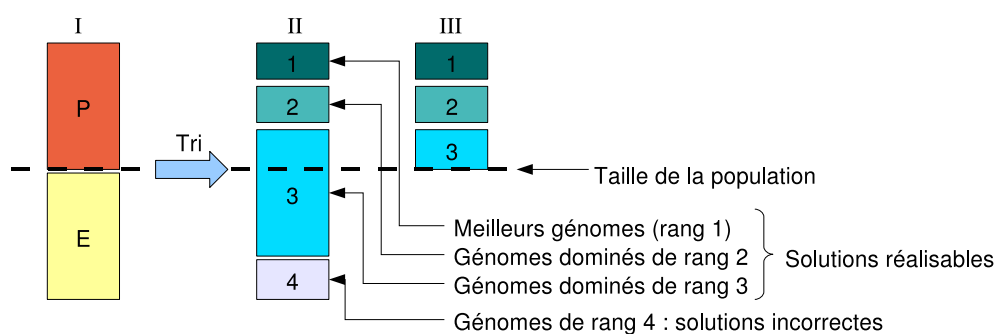 I
II
III
P
E
Tri
1
2
3
4
1
2
3
Taille de la population
Meilleurs génomes (rang 1)
Génomes dominés de rang 2
Génomes dominés de rang 3
Solutions réalisables
Génomes de rang 4 : solutions incorrectes